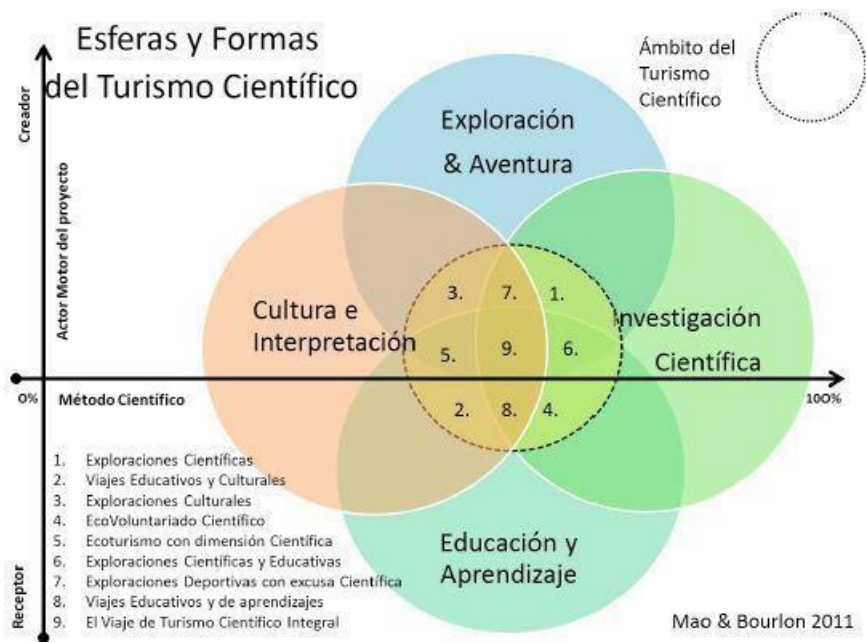 Esferas y Formas
del Turismo Científico
Ámbito del
Turismo
Científico
Creador
Actor Motor del proyecto
Receptor
Exploración
& Aventura
Cultura e
Interpretación
Investigación
Científica
3.
7.
1.
5.
9.
6.
2.
8.
4.
0%
Método Científico
100%
Educación y
Aprendizaje
1. Exploraciones Científicas
2. Viajes Educativos y Culturales
3. Exploraciones Culturales
4. EcoVoluntariado Científico
5. Ecoturismo con dimensión Científica
6. Exploraciones Científicas y Educativas
7. Exploraciones Deportivas con excusa Científica
8. Viajes Educativos y de aprendizajes
9. El Viaje de Turismo Científico Integral
Mao & Bourlon 2011